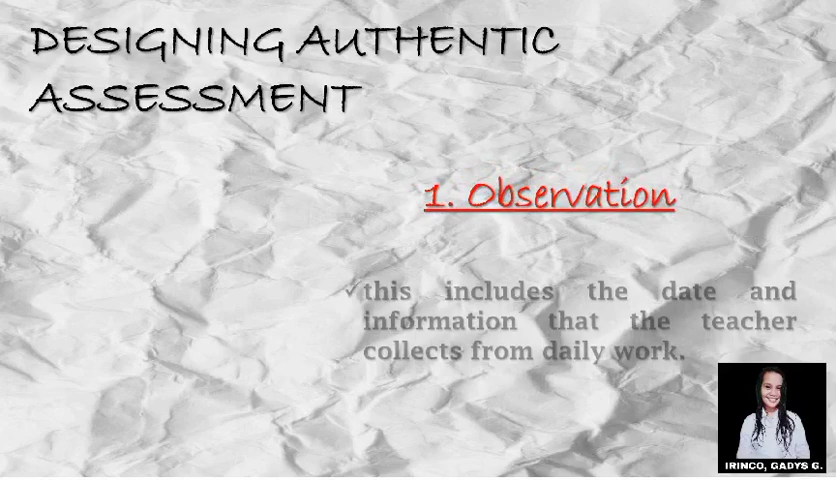 DESIGNING AUTHENTIC
ASSESSMENT
1. Observation
✓this includes the date and
information that the teacher
collects from daily work.
IRINCO, GADYS G.